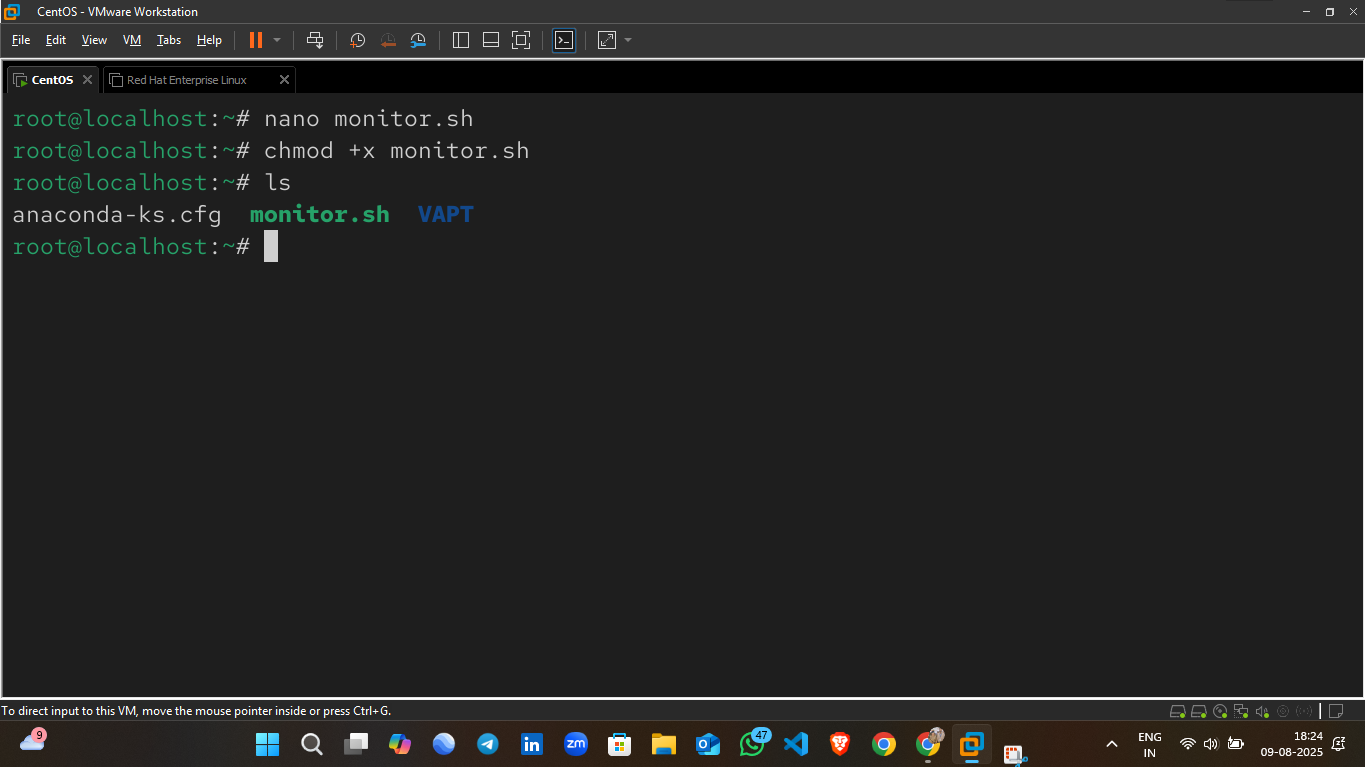 CentOS - VMware Workstation
File Edit View VM Tabs Help
CentOS Red Hat Enterprise Linux
root@localhost:~# nano monitor.sh
root@localhost:~# chmod +x monitor.sh
root@localhost:~# ls
anaconda-ks.cfg monitor.sh VAPT
root@localhost:~#
To direct input to this VM, move the mouse pointer inside or press Ctrl+G.
9
in
zm
47
ENG
IN
18:24
09-08-2025